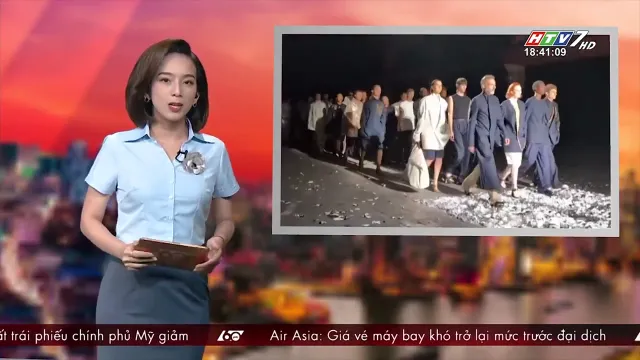 HTV7 HD
18:41:09
ất trái phiếu chính phủ Mỹ giảm 60 Air Asia: Giá vé máy bay khó trở lại mức trước đại dịch